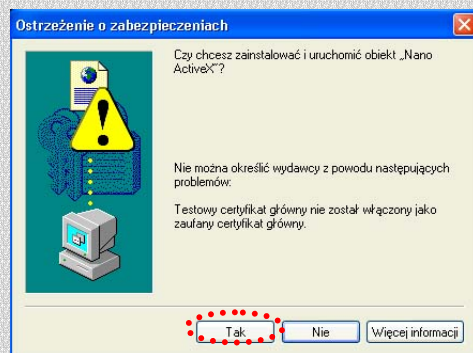 Ostrzeżenie o zabezpieczeniach
Czy chcesz zainstalować i uruchomić obiekt „Nano
ActiveX”?
Nie można określić wydawcy z powodu następujących
problemów:
Testowy certyfikat główny nie został włączony jako
zaufany certyfikat główny.
Tak
Nie
Więcej informacji